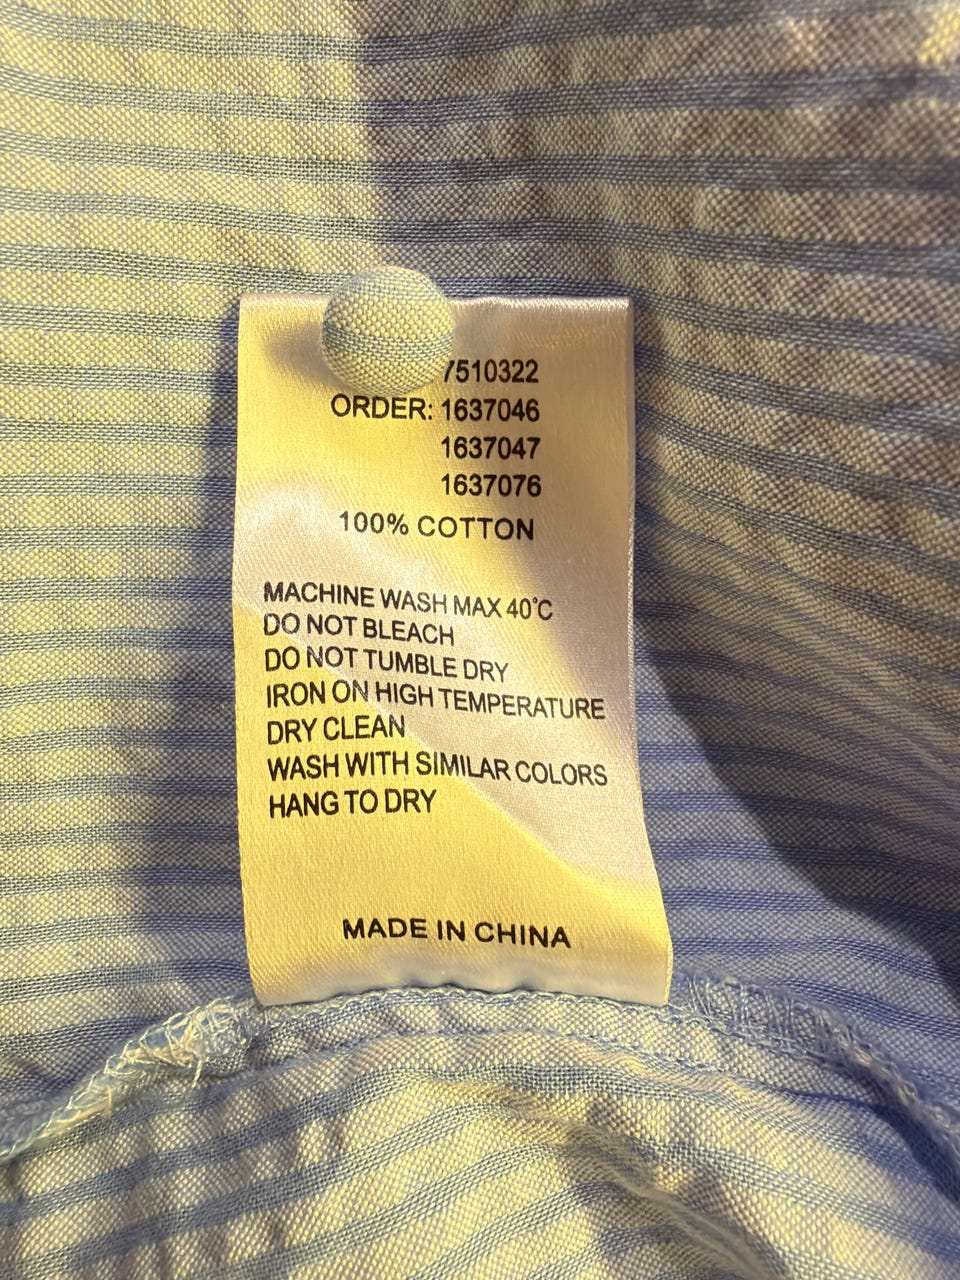 7510322
ORDER: 1637046
1637047
1637076
100% COTTON
MACHINE WASH MAX 40°C
DO NOT BLEACH
DO NOT TUMBLE DRY
IRON ON HIGH TEMPERATURE
DRY CLEAN
WASH WITH SIMILAR COLORS
HANG TO DRY
MADE IN CHINA